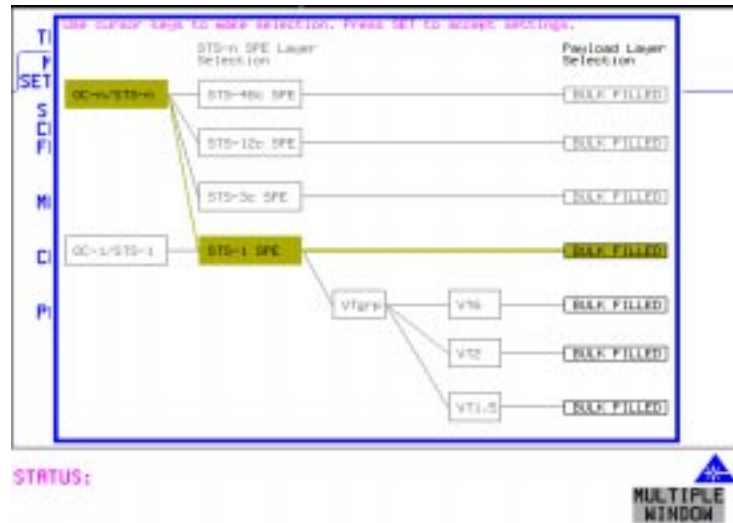 Use cursor keys to make selection. Press SET to accept settings.
STS-n SPE Layer
Selection
Payload Layer
Selection
SET
OC-n/STS-n
STS-48c SPE
BULK FILLED
STS-12c SPE
BULK FILLED
STS-3c SPE
BULK FILLED
OC-1/STS-1
STS-1 SPE
BULK FILLED
VTgrp
VT6
BULK FILLED
VT2
BULK FILLED
VT1.5
BULK FILLED
STATUS:
MULTIPLE
WINDOW